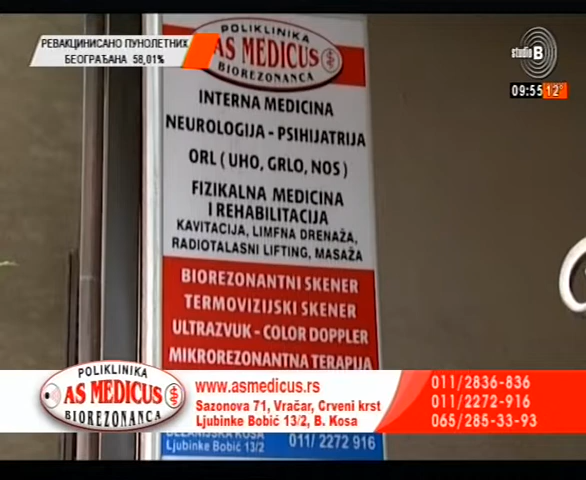 РЕВАКЦИНИСАНО ПУНОЛЕТНИХ
БЕОГРАЂАНА 58,01%
studio B
09:55 12°
POLIKLINIKA
AS MEDICUS
BIOREZONANCA
INTERNA MEDICINA
NEUROLOGIJA - PSIHIJATRIJA
ORL ( UHO, GRLO, NOS )
FIZIKALNA MEDICINA
I REHABILITACIJA
KAVITACIJA, LIMFNA DRENAŽA,
RADIOTALASNI LIFTING, MASAŽA
BIOREZONANTNI SKENER
TERMOVIZIJSKI SKENER
ULTRAZVUK - COLOR DOPPLER
MIKROREZONANTNA TERAPIJA
POLIKLINIKA
AS MEDICUS
BIOREZONANCA
www.asmedicus.rs
Sazonova 71, Vračar, Crveni krst
Ljubinke Bobić 13/2, B. Kosa
011/2836-836
011/2272-916
065/285-33-93
Ljubinke Bobić 13/2
011/ 2272 916